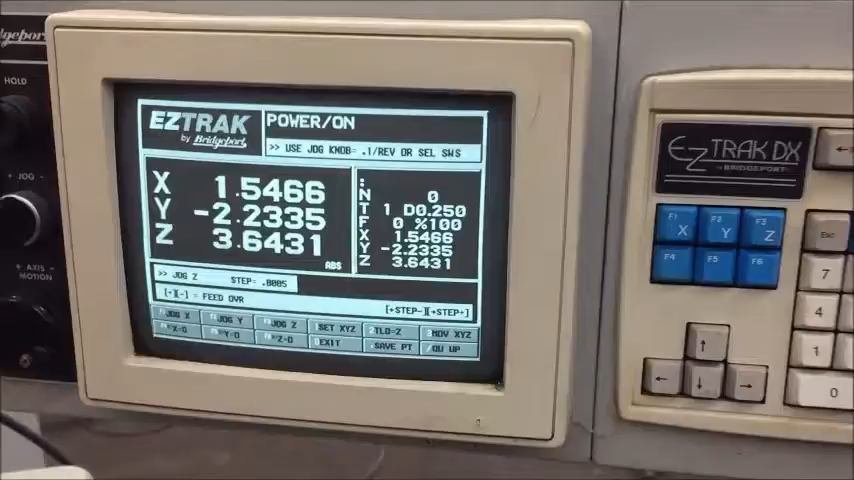 Bridgeport
HOLD
- JOG +
+ AXIS -
MOTION
EZTRAK
by Bridgeport
POWER/ON
>> USE JOG KNOB= .1/REV OR SEL SWS
X 1.5466
Y -2.2335
Z 3.6431
ABS
:
N 0
T 1 D0.250
F 0 %100
X 1.5466
Y -2.2335
Z 3.6431
>> JOG Z STEP= .0005
[-][-] = FEED OVR
[+STEP-][+STEP+]
JOG X JOG Y JOG Z SET XYZ TLD-Z MOV XYZ
X=0 Y=0 Z=0 EXIT SAVE PT /QU UP
EZ TRAK DX
BRIDGEPORT
F1 X
F2 Y
F3 Z
F4
F5
F6
Esc
7
4
1
0